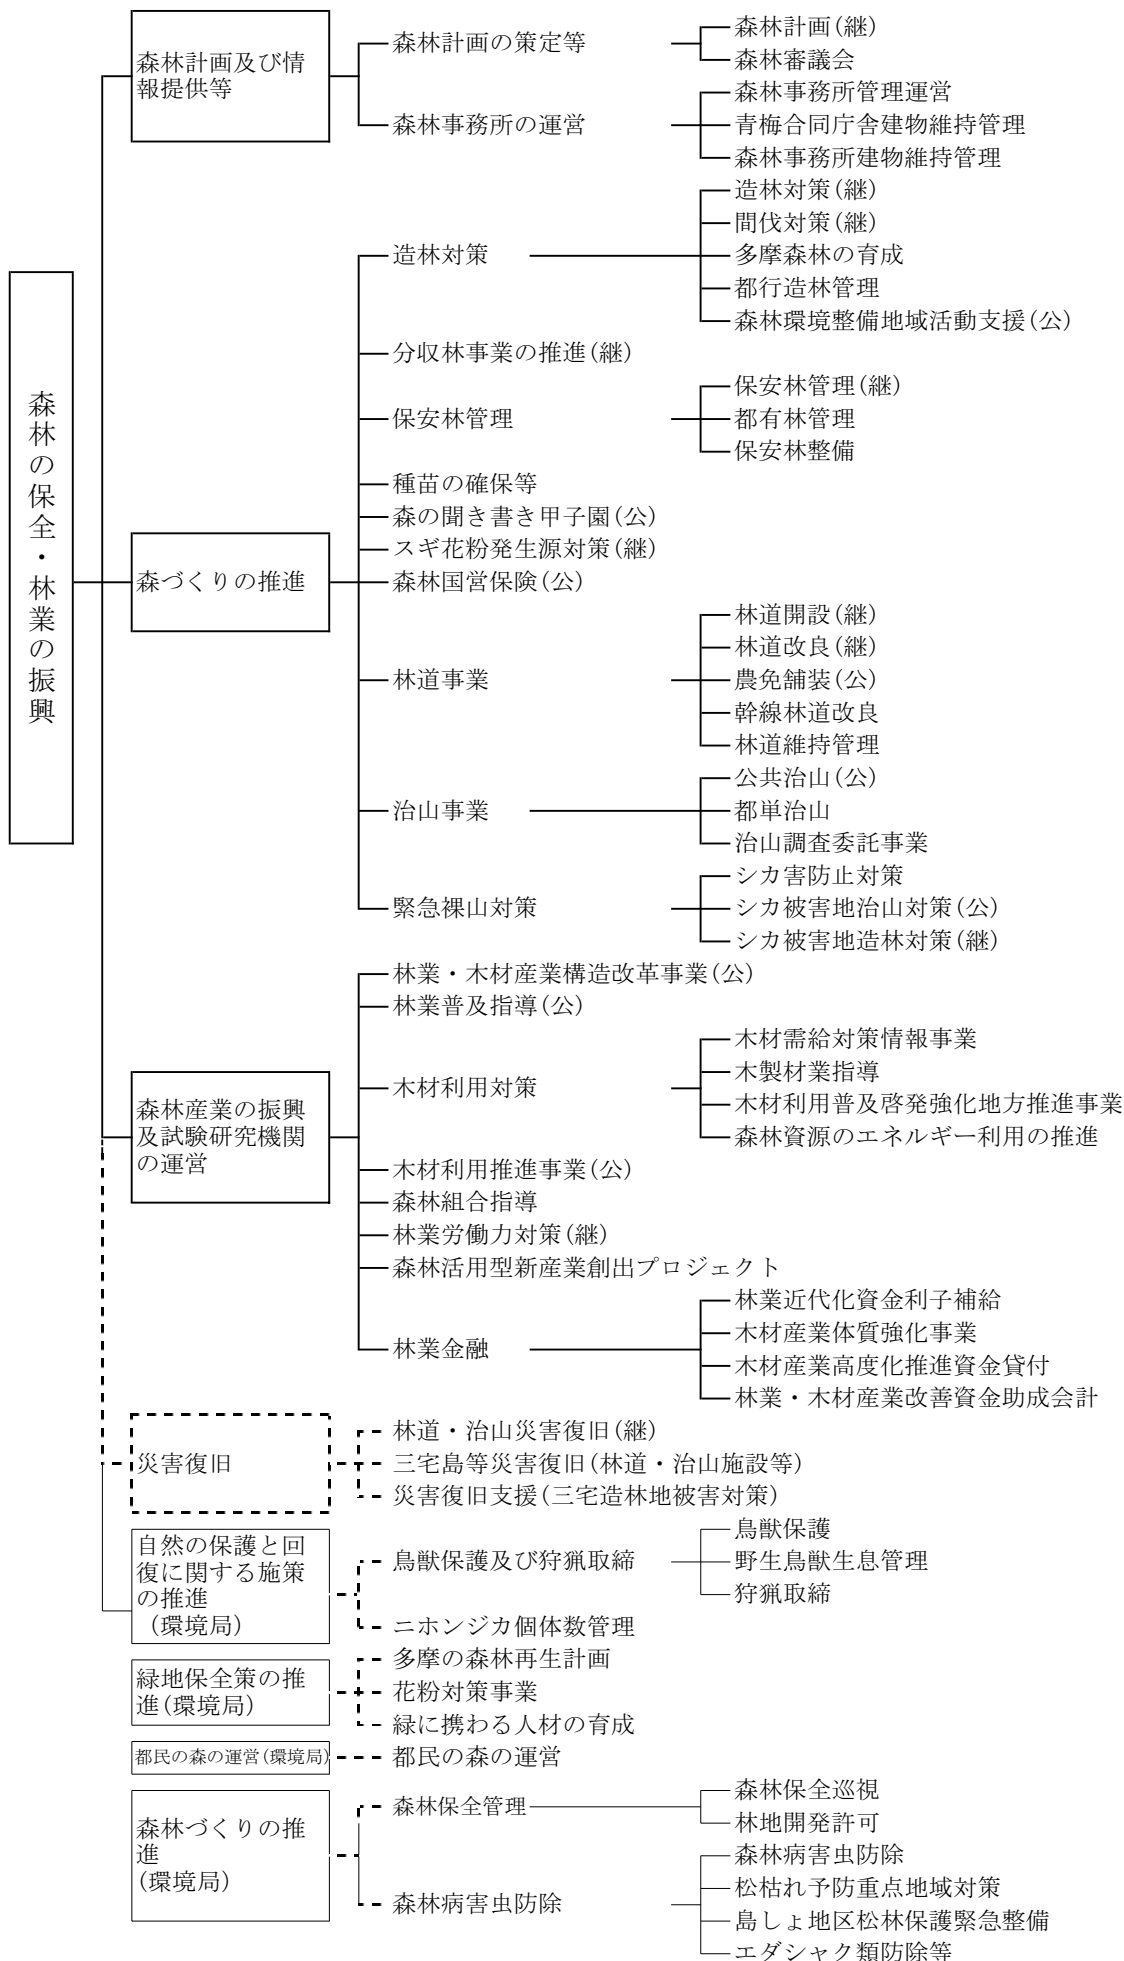 森林の保全・林業の振興
森林計画及び情
報提供等
森林計画の策定等
森林計画(継)
森林審議会
森林事務所の運営
森林事務所管理運営
青梅合同庁舎建物維持管理
森林事務所建物維持管理
森づくりの推進
造林対策
造林対策(継)
間伐対策(継)
多摩森林の育成
都行造林管理
森林環境整備地域活動支援(公)
分収林事業の推進(継)
保安林管理
保安林管理(継)
都有林管理
保安林整備
種苗の確保等
森の聞き書き甲子園(公)
スギ花粉発生源対策(継)
森林国営保険(公)
林道事業
林道開設(継)
林道改良(継)
農免舗装(公)
幹線林道改良
林道維持管理
治山事業
公共治山(公)
都単治山
治山調査委託事業
緊急裸山対策
シカ害防止対策
シカ被害地治山対策(公)
シカ被害地造林対策(継)
森林産業の振興
及試験研究機関
の運営
林業・木材産業構造改革事業(公)
林業普及指導(公)
木材利用対策
木材需給対策情報事業
木製材業指導
木材利用普及啓発強化地方推進事業
森林資源のエネルギー利用の推進
木材利用推進事業(公)
森林組合指導
林業労働力対策(継)
森林活用型新産業創出プロジェクト
林業金融
林業近代化資金利子補給
木材産業体質強化事業
木材産業高度化推進資金貸付
林業・木材産業改善資金助成会計
災害復旧
林道・治山災害復旧(継)
三宅島等災害復旧(林道・治山施設等)
災害復旧支援(三宅造林地被害対策)
自然の保護と回
復に関する施策
の推進
(環境局)
鳥獣保護及び狩猟取締
鳥獣保護
野生鳥獣生息管理
狩猟取締
ニホンジカ個体数管理
緑地保全策の推
進(環境局)
多摩の森林再生計画
花粉対策事業
緑に携わる人材の育成
都民の森の運営(環境局)
都民の森の運営
森林づくりの推
進
(環境局)
森林保全管理
森林保全巡視
林地開発許可
森林病害虫防除
森林病害虫防除
松枯れ予防重点地域対策
島しょ地区松林保護緊急整備
エダシャク類防除等